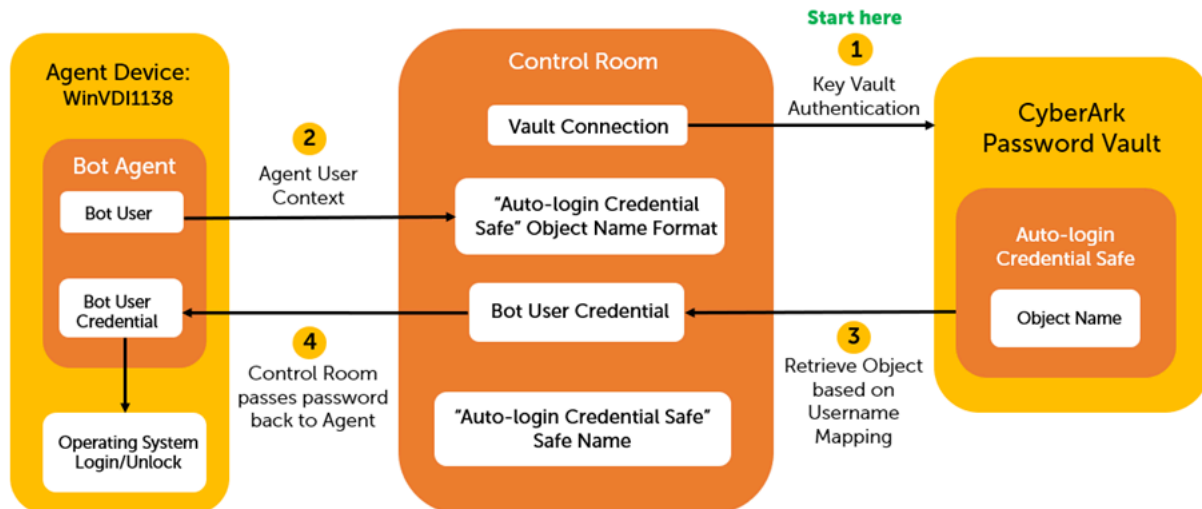 Agent Device:
WinVDI1138
Bot Agent
Bot User
Bot User
Credential
Operating System
Login/Unlock
2
Agent User
Context
4
Control Room
passes password
back to Agent
Control Room
Vault Connection
"Auto-login Credential
Safe" Object Name Format
Bot User Credential
"Auto-login Credential Safe"
Safe Name
Start here
1
Key Vault
Authentication
3
Retrieve Object
based on
Username
Mapping
CyberArk
Password Vault
Auto-login
Credential Safe
Object Name